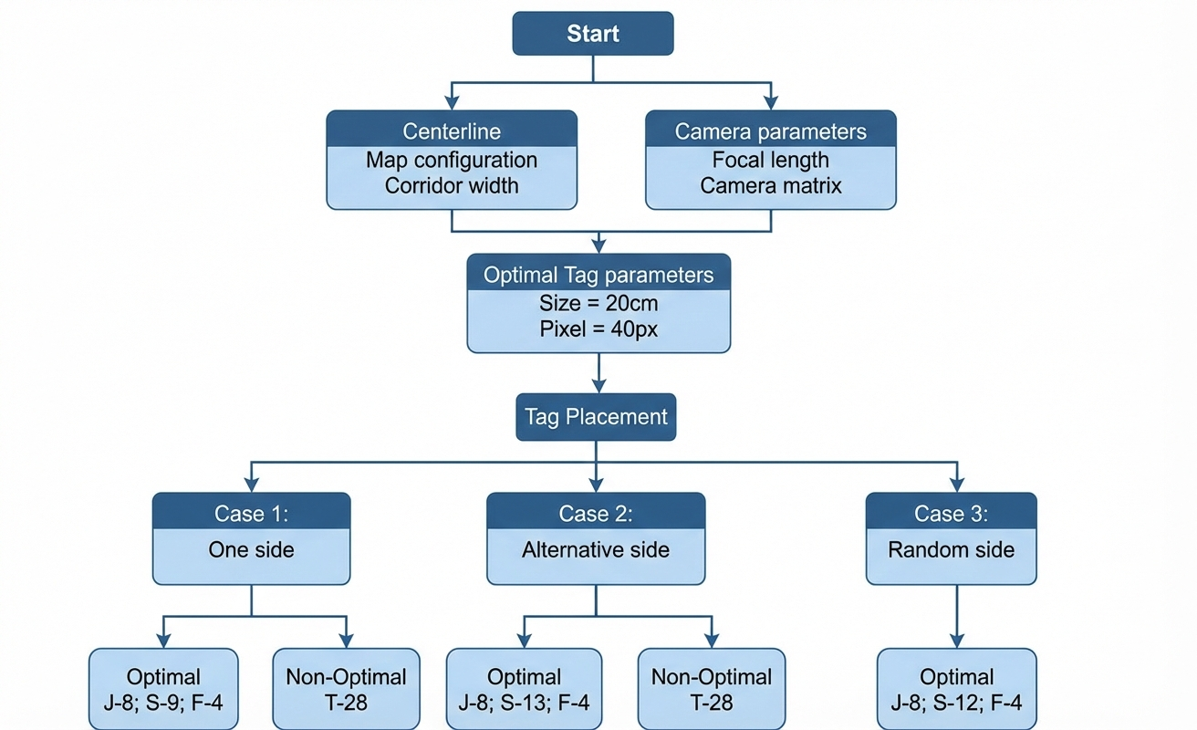 Start
Centerline
Map configuration
Corridor width
Camera parameters
Focal length
Camera matrix
Optimal Tag parameters
Size = 20cm
Pixel = 40px
Tag Placement
Case 1:
One side
Case 2:
Alternative side
Case 3:
Random side
Optimal
J-8; S-9; F-4
Non-Optimal
T-28
Optimal
J-8; S-13; F-4
Non-Optimal
T-28
Optimal
J-8; S-12; F-4